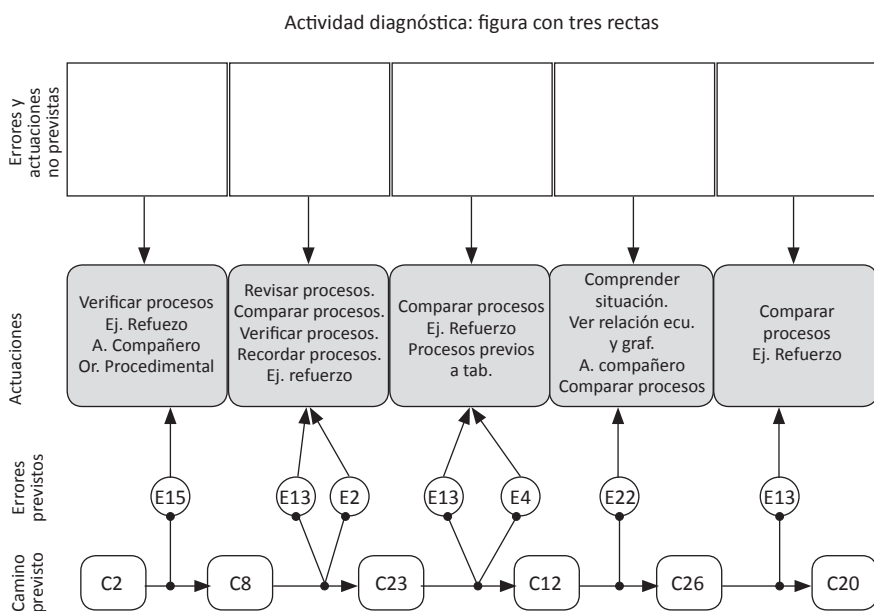 Actividad diagnóstica: figura con tres rectas
Errores y
actuaciones
no previstas
Actuaciones
Verificar procesos
Ej. Refuezo
A. Compañero
Or. Procedimental
Revisar procesos.
Comparar procesos.
Verificar procesos.
Recordar procesos.
Ej. refuerzo
Comparar procesos
Ej. Refuerzo
Procesos previos
a tab.
Comprender
situación.
Ver relación ecu.
y graf.
A. compañero
Comparar procesos
Comparar
procesos
Ej. Refuerzo
Errores
previstos
E15
E13
E2
E13
E4
E22
E13
Camino
previsto
C2
C8
C23
C12
C26
C20